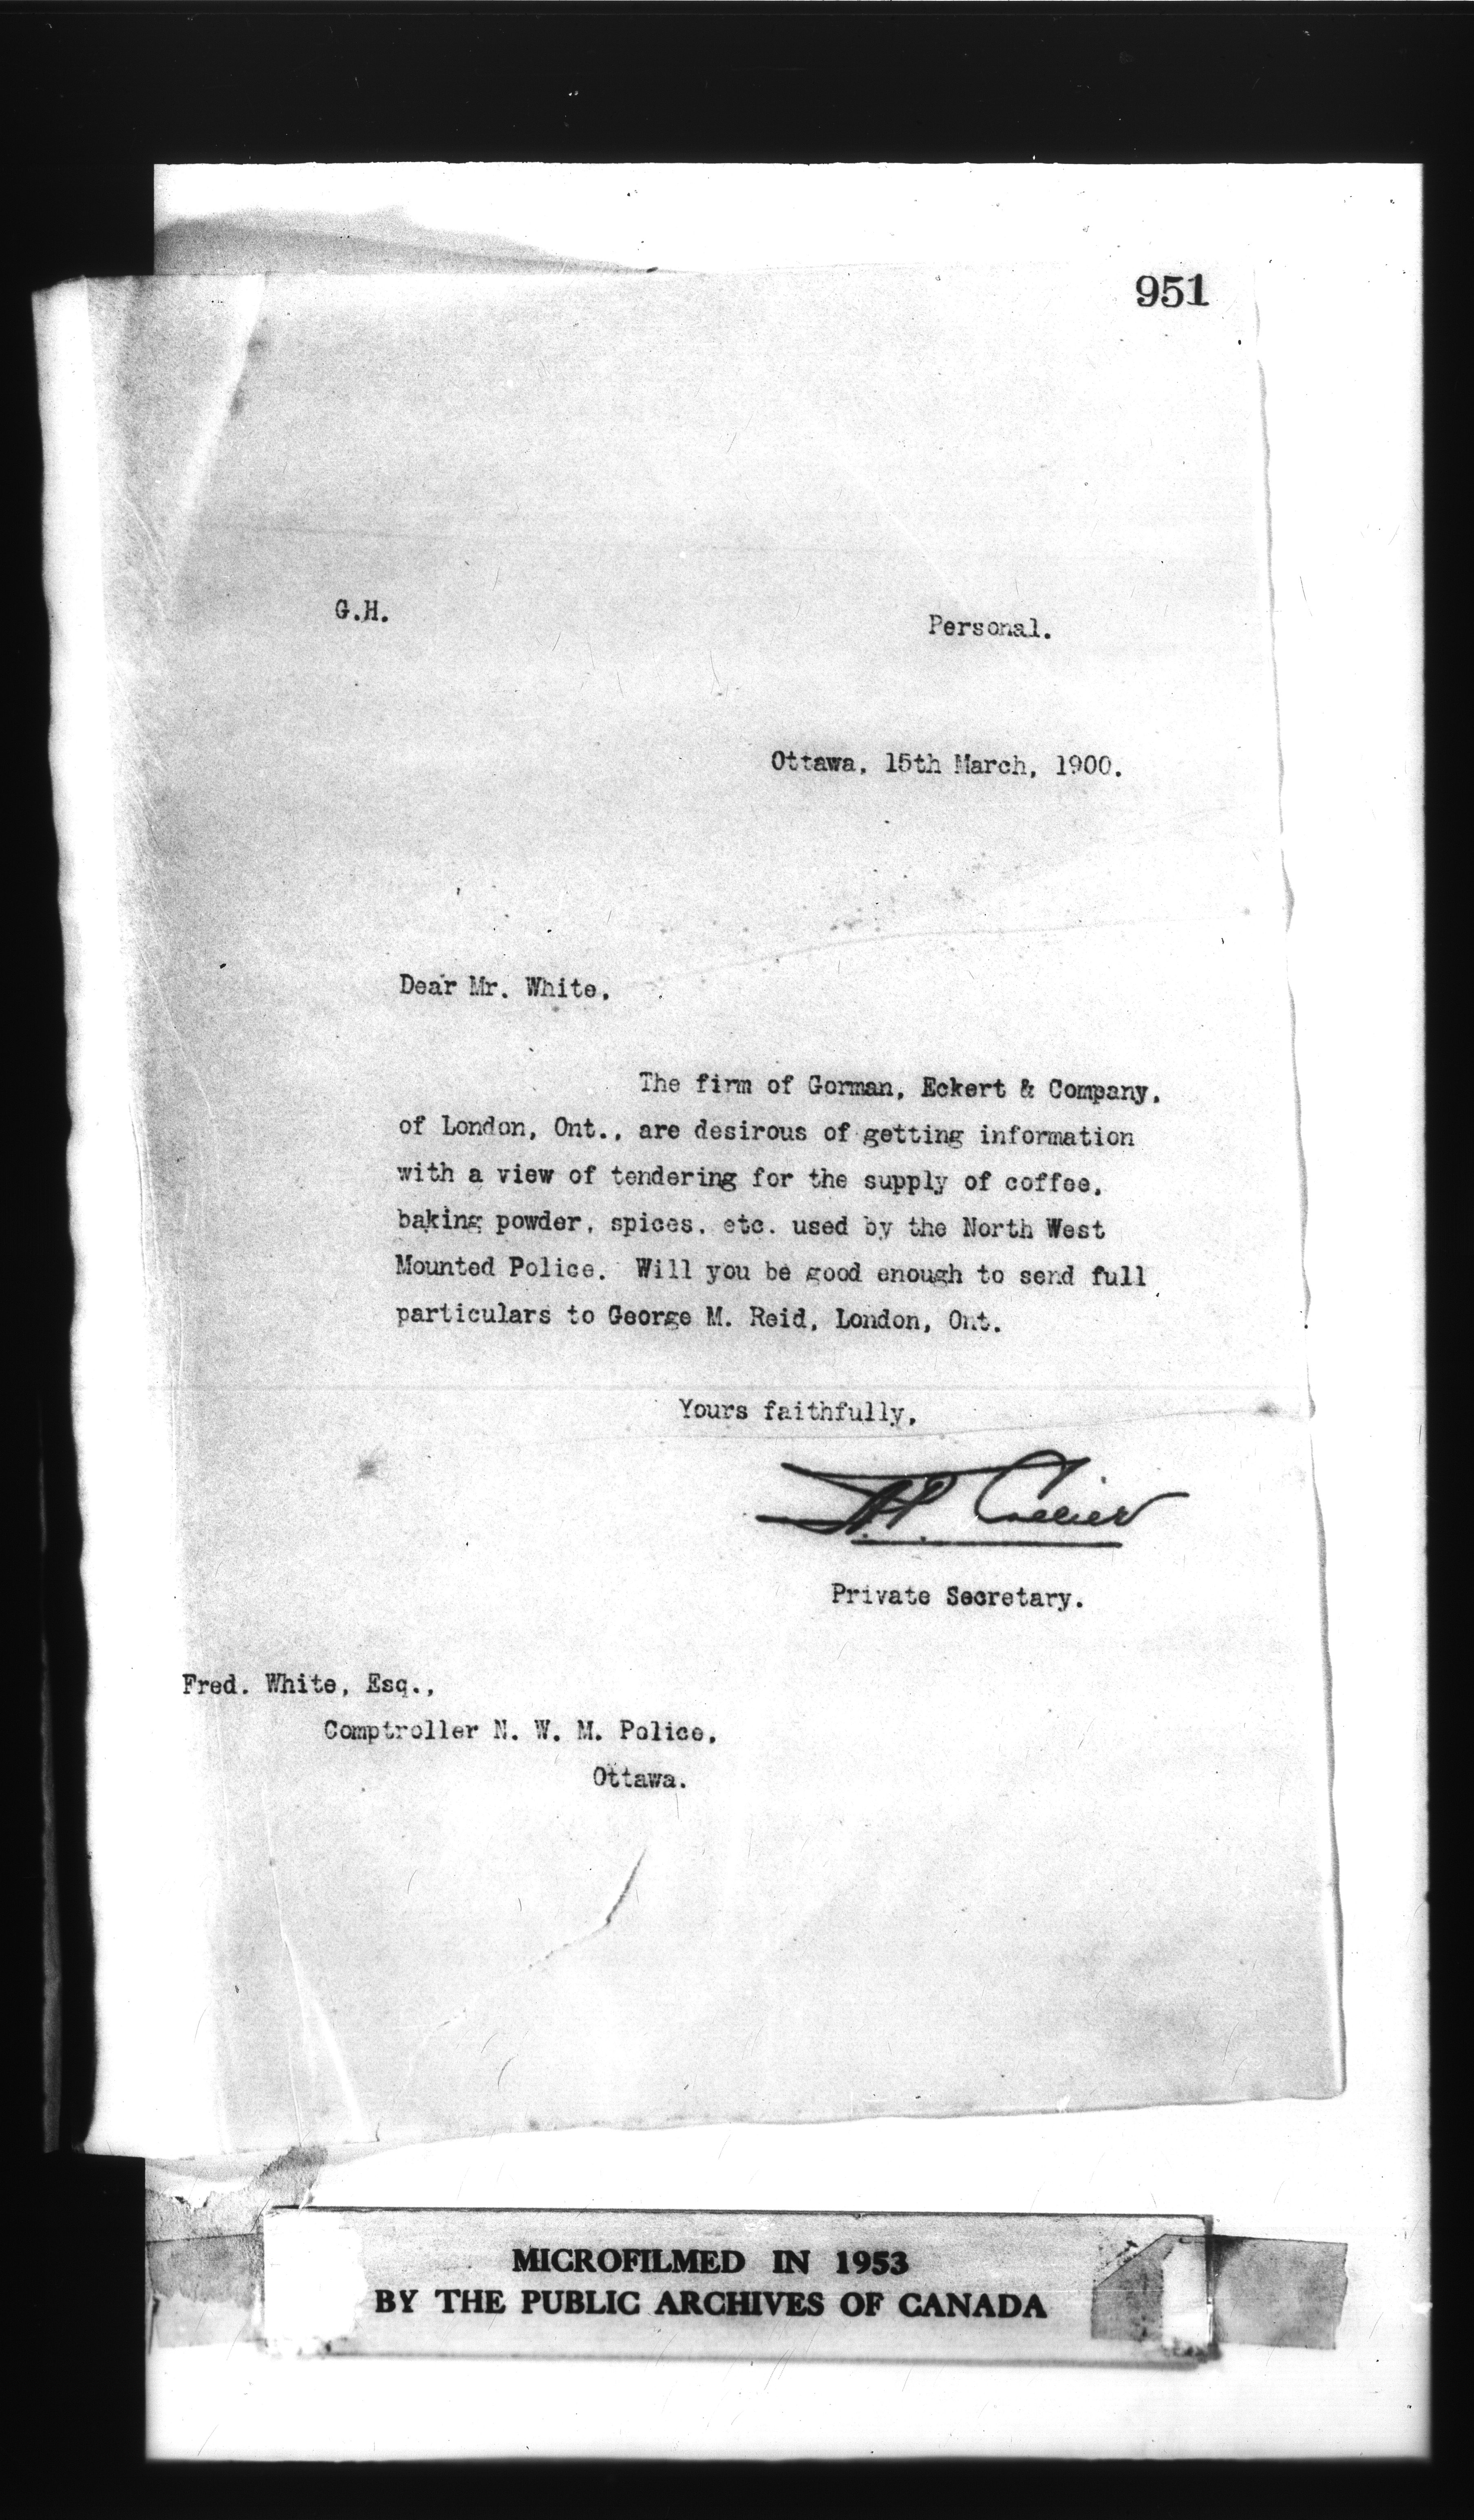 951
G.H.
Personal.
Ottawa, 15th March, 1900.
Dear Mr. White,
The firm of Gorman, Eckert & Company,
of London, Ont., are desirous of getting information
with a view of tendering for the supply of coffee,
baking powder, spices, etc. used by the North West
Mounted Police. Will you be good enough to send full
particulars to George M. Reid, London, Ont.
Yours faithfully,
Private Secretary.
Fred. White, Esq.,
Comptroller N. W. M. Police,
Ottawa.
MICROFILMED IN 1953
BY THE PUBLIC ARCHIVES OF CANADA